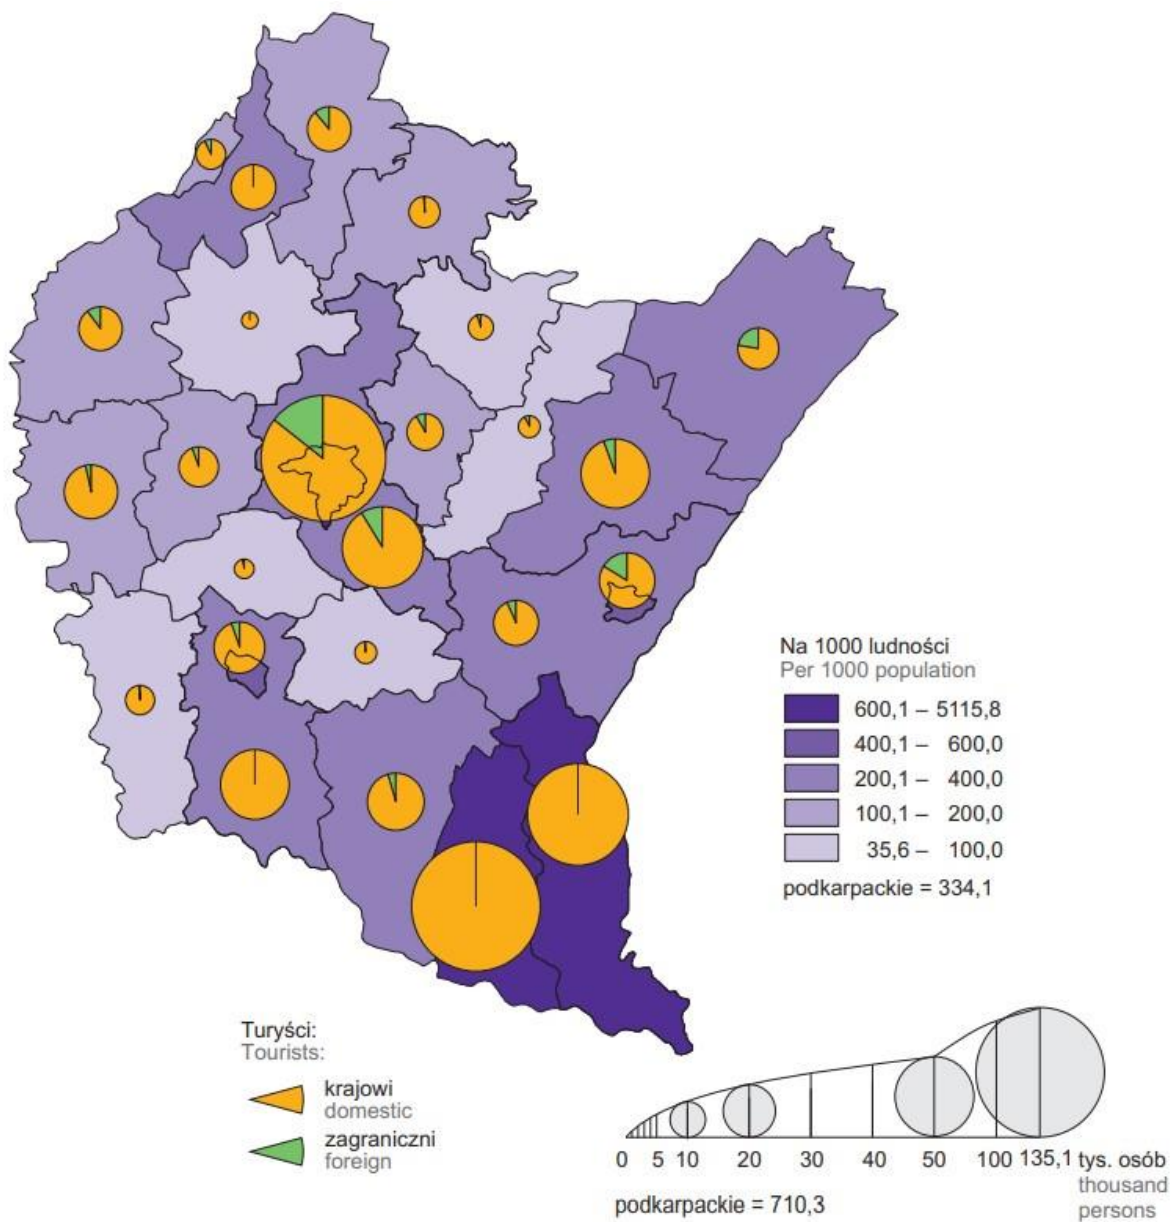 Na 1000 ludności
Per 1000 population
600,1 – 5115,8
400,1 – 600,0
200,1 – 400,0
100,1 – 200,0
35,6 – 100,0
podkarpackie = 334,1
Turyści:
Tourists:
krajowi
domestic
zagraniczni
foreign
0 5 10 20 30 40 50 100 135,1 tys. osób
thousand
persons
podkarpackie = 710,3